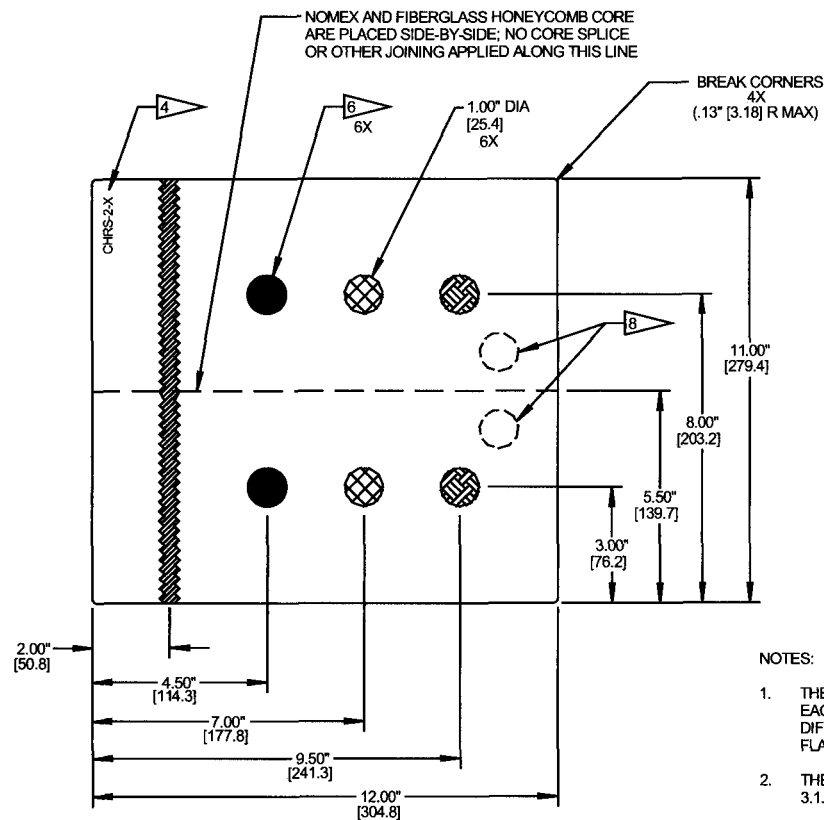 NOMEX AND FIBERGLASS HONEYCOMB CORE
ARE PLACED SIDE-BY-SIDE; NO CORE SPLICE
OR OTHER JOINING APPLIED ALONG THIS LINE
BREAK CORNERS
4X
(.13" [3.18] R MAX)
4
6
6X
1.00" DIA
[25.4]
6X
CHRS-2-X
8
11.00"
[279.4]
8.00"
[203.2]
5.50"
[139.7]
3.00"
[76.2]
2.00"
[50.8]
4.50"
[114.3]
7.00"
[177.8]
9.50"
[241.3]
12.00"
[304.8]
NOTES:
1. THE
EAC
DIF
FLA
2. THE
3.1.